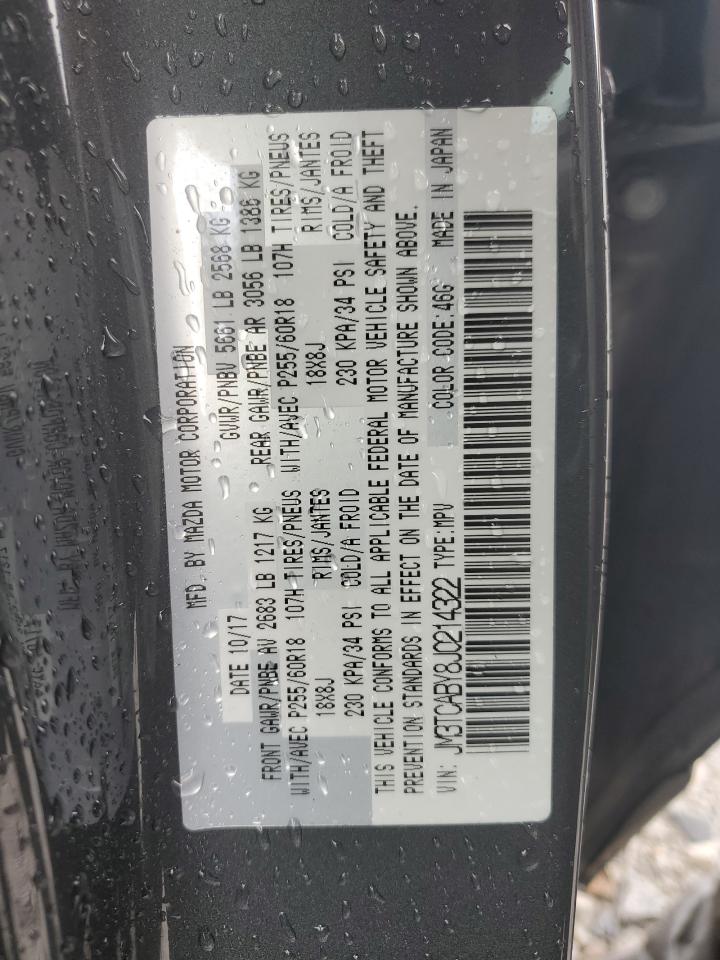 MFD. BY MAZDA MOTOR CORPORATION
DATE 10/17 GVWR/PNBV 5661 LB 2568 KG
FRONT GAWR/PNBE AV 2683 LB 1217 KG REAR GAWR/PNBE AR 3056 LB 1386 KG
WITH/AVEC P255/60R18 107H TIRES/PNEUS WITH/AVEC P255/60R18 107H TIRES/PNEUS
18X8J RIMS/JANTES 18X8J RIMS/JANTES
230 KPA/34 PSI COLD/A FROID 230 KPA/34 PSI COLD/A FROID
THIS VEHICLE CONFORMS TO ALL APPLICABLE FEDERAL MOTOR VEHICLE SAFETY AND THEFT
PREVENTION STANDARDS IN EFFECT ON THE DATE OF MANUFACTURE SHOWN ABOVE.
VIN: JM3TCABY8J0214322 TYPE:MPV COLOR CODE:46G MADE IN JAPAN